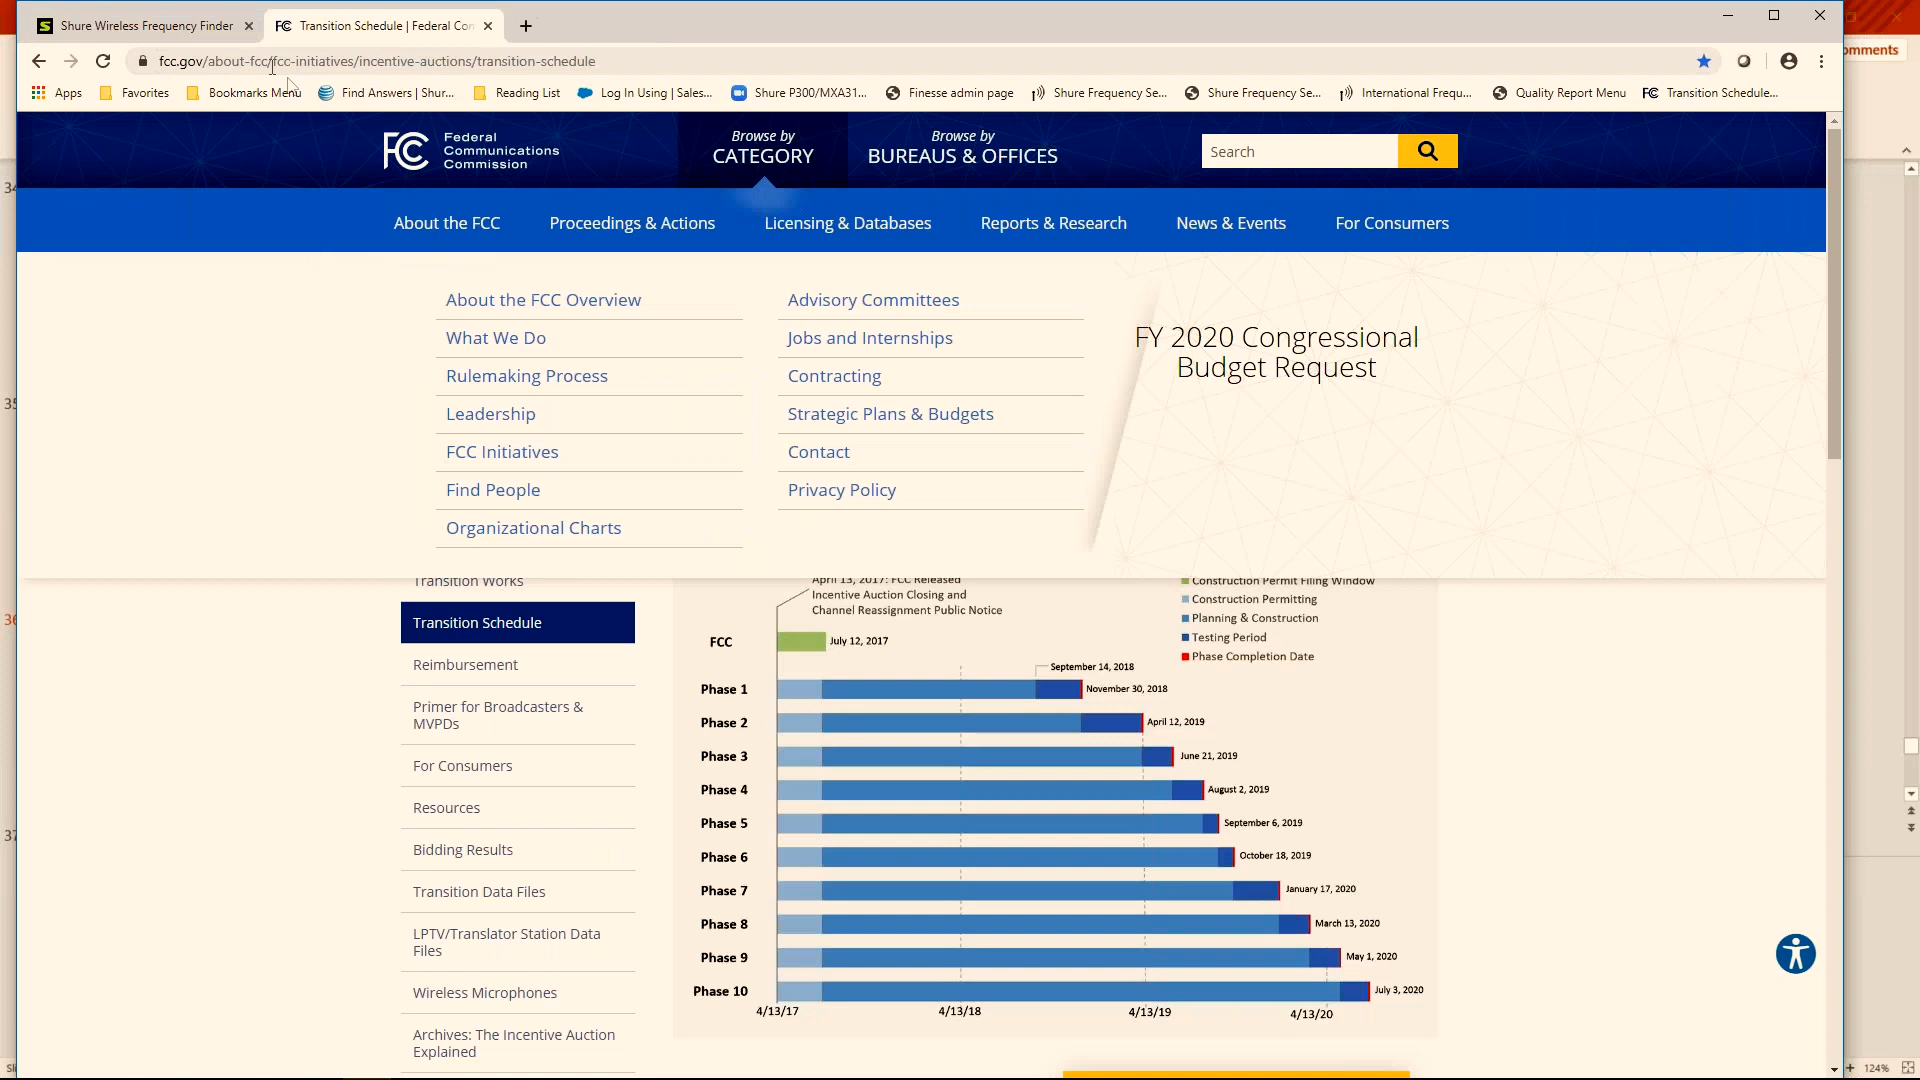 Shure Wireless Frequency Finder
Transition Schedule | Federal Con
omments
fcc.gov/about-fcc/fcc-initiatives/incentive-auctions/transition-schedule
Apps
Favorites
Bookmarks Menu
Find Answers | Shur...
Reading List
Log In Using | Sales...
Shure P300/MXA31...
Finesse admin page
Shure Frequency Se...
Shure Frequency Se...
International Frequ...
Quality Report Menu
Transition Schedule...
FCC
Federal
Communications
Commission
Browse by
CATEGORY
Browse by
BUREAUS & OFFICES
Search
About the FCC
Proceedings & Actions
Licensing & Databases
Reports & Research
News & Events
For Consumers
About the FCC Overview
What We Do
Rulemaking Process
Leadership
FCC Initiatives
Find People
Organizational Charts
Advisory Committees
Jobs and Internships
Contracting
Strategic Plans & Budgets
Contact
Privacy Policy
FY 2020 Congressional
Budget Request
Transition Works
Transition Schedule
Reimbursement
Primer for Broadcasters &
MVPDs
For Consumers
Resources
Bidding Results
Transition Data Files
LPTV/Translator Station Data
Files
Wireless Microphones
Archives: The Incentive Auction
Explained
April 13, 2017: FCC Released
Incentive Auction Closing and
Channel Reassignment Public Notice
Construction Permit Filing Window
Construction Permitting
Planning & Construction
Testing Period
Phase Completion Date
FCC
July 12, 2017
September 14, 2018
Phase 1
November 30, 2018
Phase 2
April 12, 2019
Phase 3
June 21, 2019
Phase 4
August 2, 2019
Phase 5
September 6, 2019
Phase 6
October 18, 2019
Phase 7
January 17, 2020
Phase 8
March 13, 2020
Phase 9
May 1, 2020
Phase 10
July 3, 2020
4/13/17
4/13/18
4/13/19
4/13/20
34
35
36
37
124%